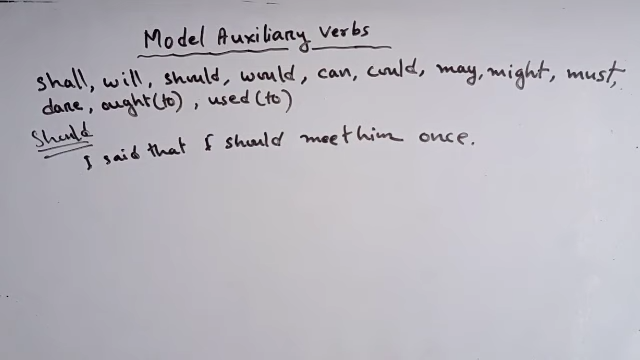 Model Auxiliary Verbs
shall, will, should, would, can, could, may, might, must,
dare, ought (to), used (to)
Should
I said that I should meet him once.